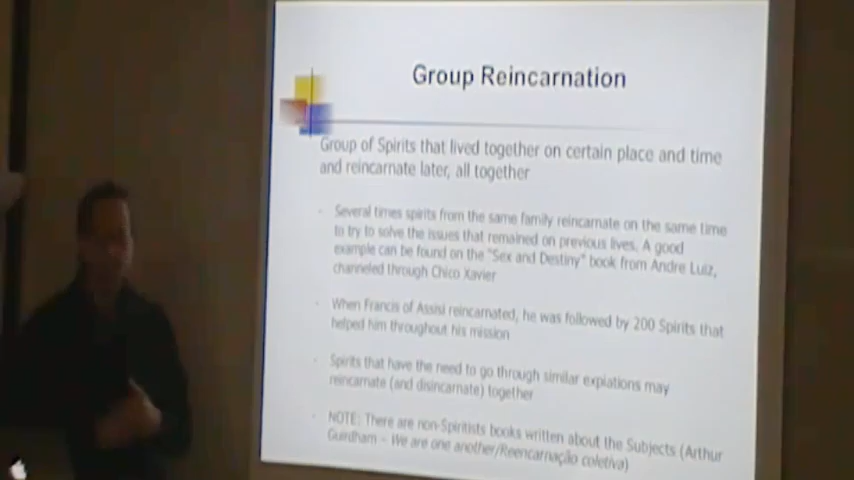 Group Reincarnation
Group of Spirits that lived together on certain place and time
and reincarnate later, all together
Several times spirits from the same family reincarnate on the same time
to try to solve the issues that remained on previous lives. A good
example can be found on the "Sex and Destiny" book from Andre Luiz,
channeled through Chico Xavier
When Francis of Assisi reincarnated, he was followed by 200 Spirits that
helped him throughout his mission
Spirits that have the need to go through similar expiations may
reincarnate (and disincarnate) together
NOTE: There are non-Spiritists books written about the Subjects (Arthur
Guirdham – We are one another/Reencarnação coletiva)